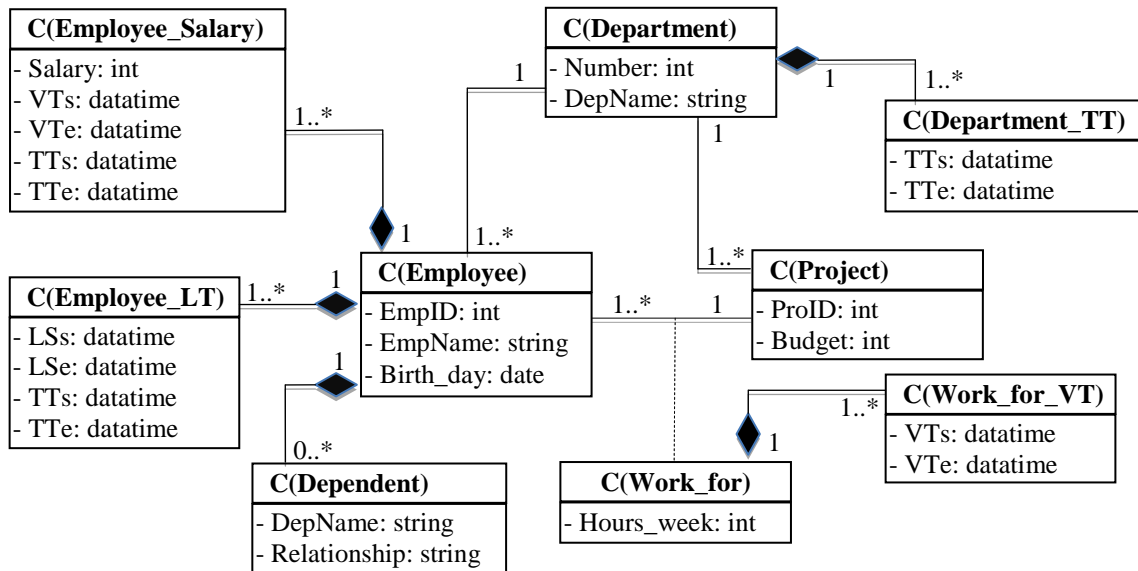 C(Employee_Salary)
- Salary: int
- VTs: datatime
- VTe: datatime
- TTs: datatime
- TTe: datatime
1..*
1
C(Department)
- Number: int
- DepName: string
1
1
1
1..*
C(Department_TT)
- TTs: datatime
- TTe: datatime
1..*
1..*
C(Employee)
- EmpID: int
- EmpName: string
- Birth_day: date
1
1..*
1
1..*
1
C(Project)
- ProID: int
- Budget: int
C(Employee_LT)
- LSs: datatime
- LSe: datatime
- TTs: datatime
- TTe: datatime
0..*
C(Dependent)
- DepName: string
- Relationship: string
C(Work_for)
- Hours_week: int
1
1..*
C(Work_for_VT)
- VTs: datatime
- VTe: datatime